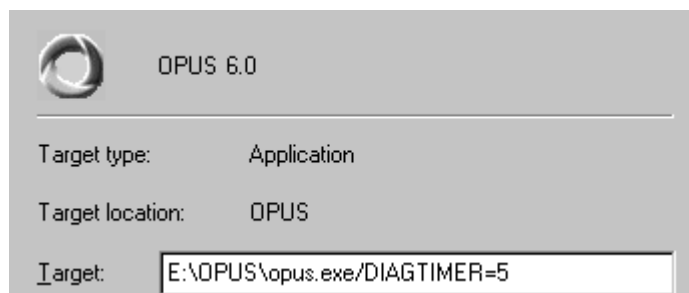 OPUS 6.0
Target type: Application
Target location: OPUS
Target: E:\OPUS\opus.exe/DIAGTIMER=5